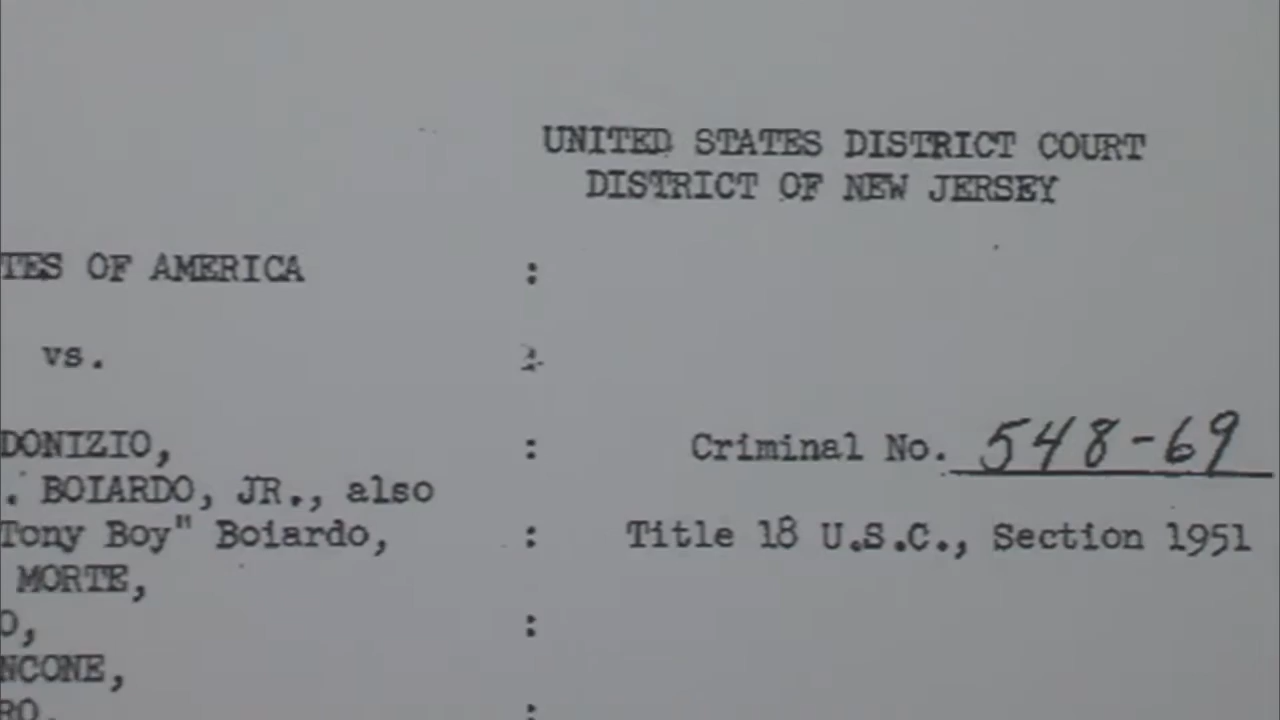 UNITED STATES DISTRICT COURT
DISTRICT OF NEW JERSEY
TES OF AMERICA :
vs. :
DONIZIO, : Criminal No. 548-69
. BOIARDO, JR., also
Tony Boy" Boiardo, : Title 18 U.S.C., Section 1951
MORTE,
O, :
NCONE,
RO, :